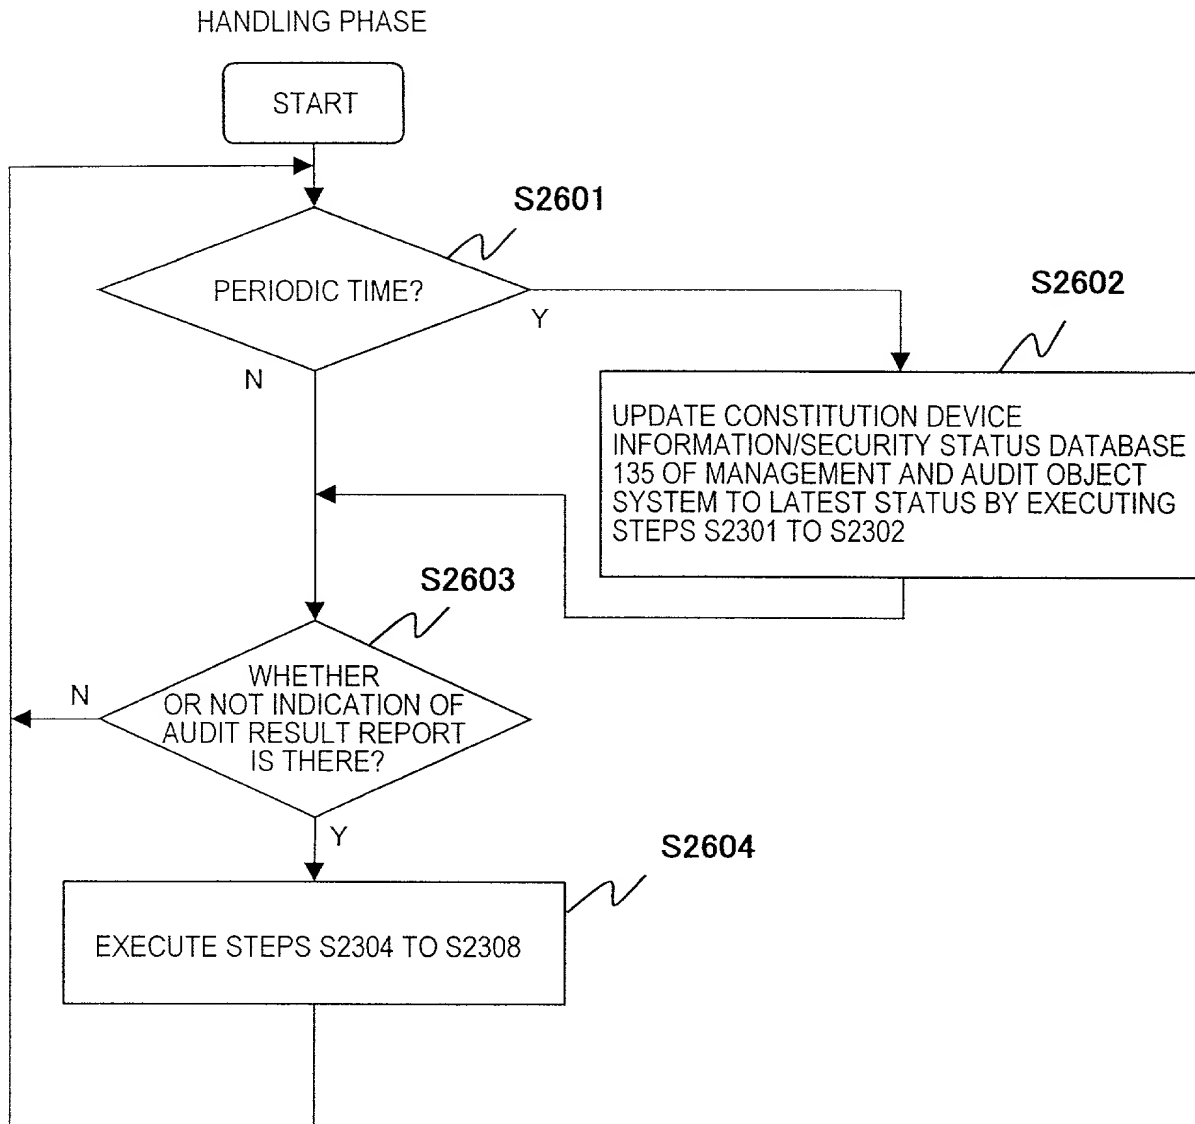 HANDLING PHASE
START
S2601
PERIODIC TIME?
Y
N
S2602
UPDATE CONSTITUTION DEVICE
INFORMATION/SECURITY STATUS DATABASE
135 OF MANAGEMENT AND AUDIT OBJECT
SYSTEM TO LATEST STATUS BY EXECUTING
STEPS S2301 TO S2302
S2603
WHETHER
OR NOT INDICATION OF
AUDIT RESULT REPORT
IS THERE?
N
Y
S2604
EXECUTE STEPS S2304 TO S2308